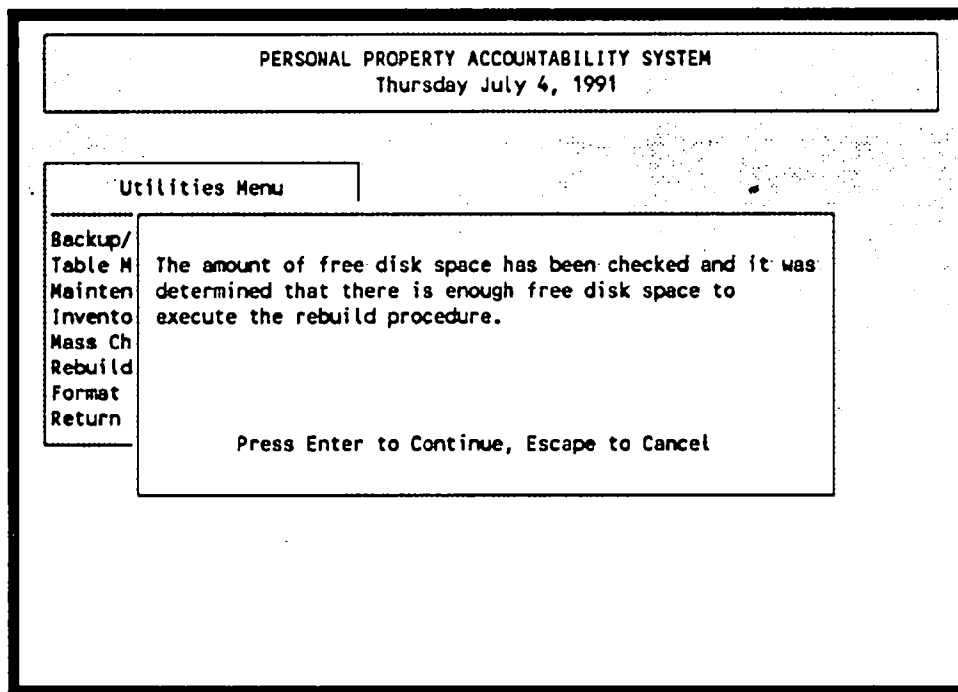 PERSONAL PROPERTY ACCOUNTABILITY SYSTEM
Thursday July 4, 1991
Utilities Menu
Backup/
Table M
Mainten
Invento
Mass Ch
Rebuild
Format
Return
The amount of free disk space has been checked and it was
determined that there is enough free disk space to
execute the rebuild procedure.
Press Enter to Continue, Escape to Cancel